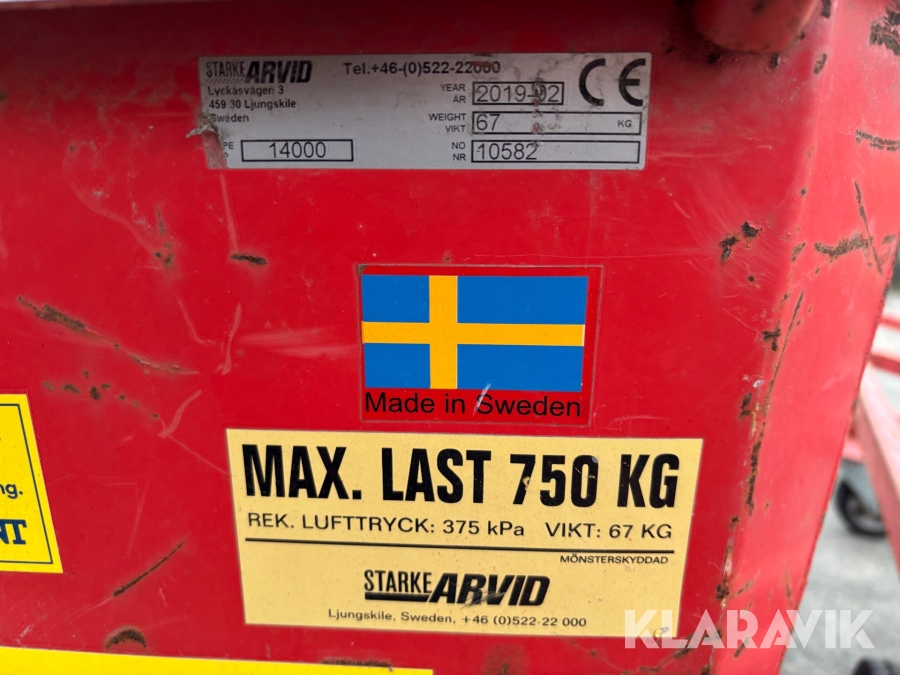 STARKE ARVID
Lyckåsvägen 3
459 30 Ljungskile
Sweden
Tel.+46-(0)522-22000
YEAR
ÅR 2019-02
CE
WEIGHT
VIKT 67 KG
14000
NO
NR 10582
Made in Sweden
MAX. LAST 750 KG
REK. LUFTTRYCK: 375 kPa VIKT: 67 KG
MÖNSTERSKYDDAD
STARKE ARVID
Ljungskile, Sweden, +46 (0)522-22 000
KLARAVIK